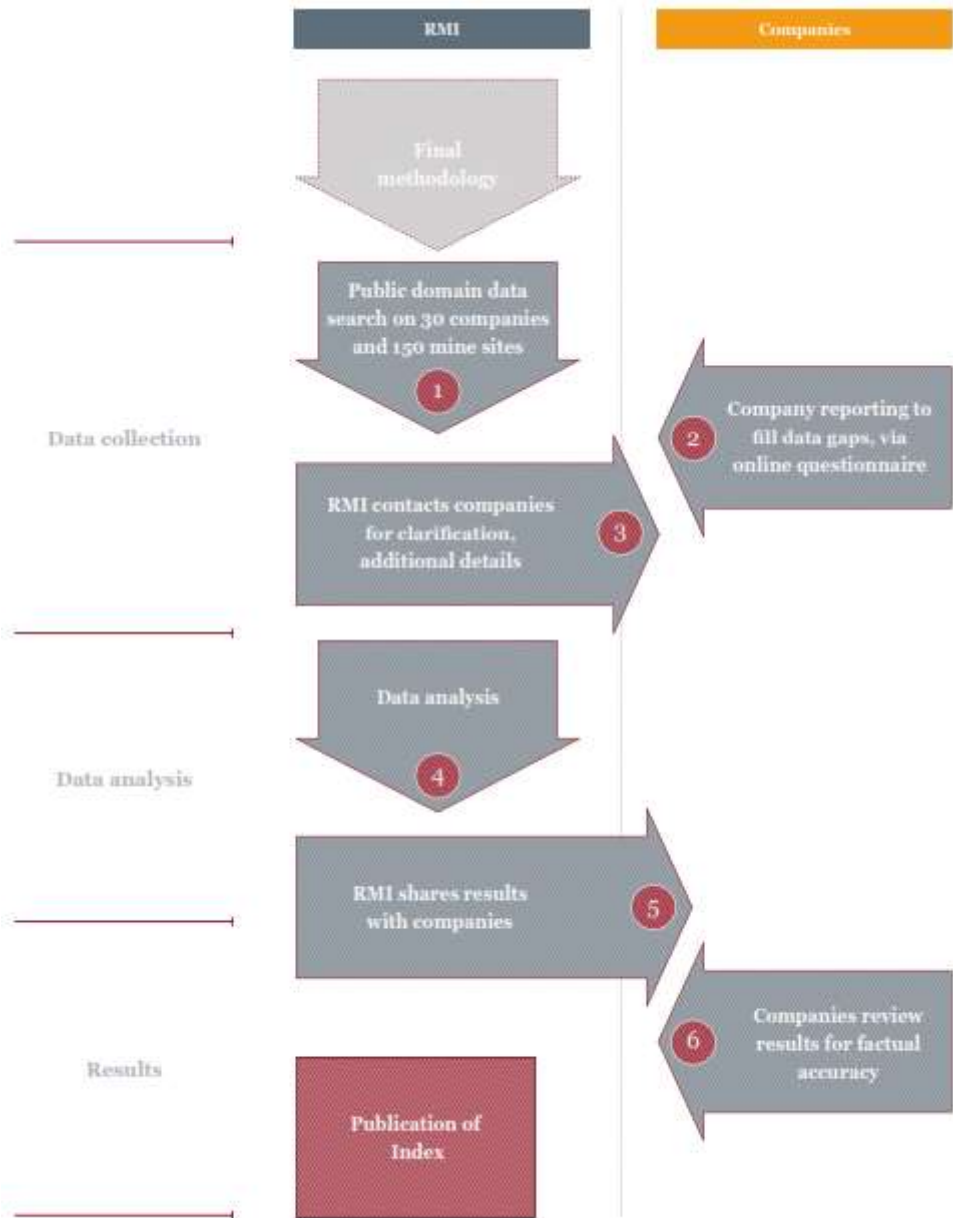 RMI
Companies
Final
methodology
Public domain data
search on 30 companies
and 150 mine sites
1
Data collection
2
Company reporting to
fill data gaps, via
online questionnaire
RMI contacts companies
for clarification,
additional details
3
Data analysis
4
Data analysis
RMI shares results
with companies
5
6
Companies review
results for factual
accuracy
Results
Publication of
Index